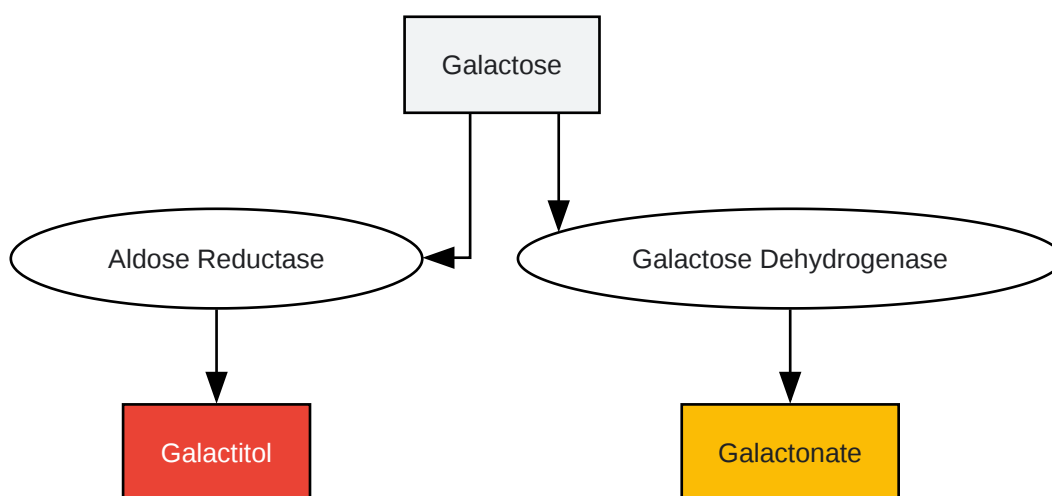 Galactose
Aldose Reductase
Galactose Dehydrogenase
Galactitol
Galactonate